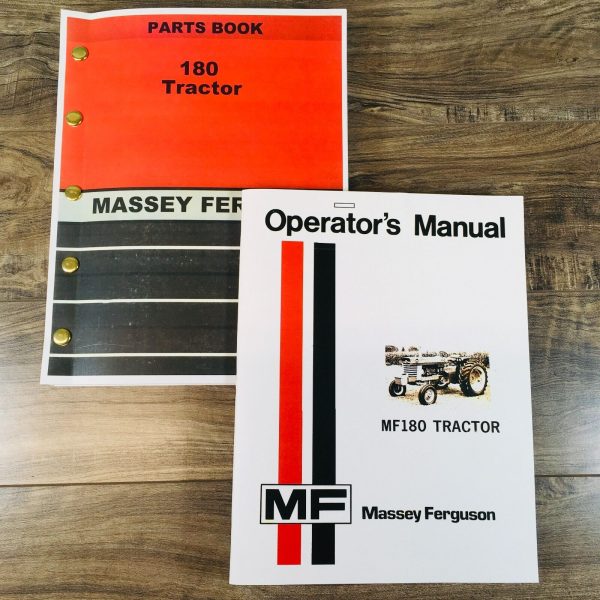 PARTS BOOK
180
Tractor
MASSEY FER
Operator's Manual
MF180 TRACTOR
MF
Massey Ferguson